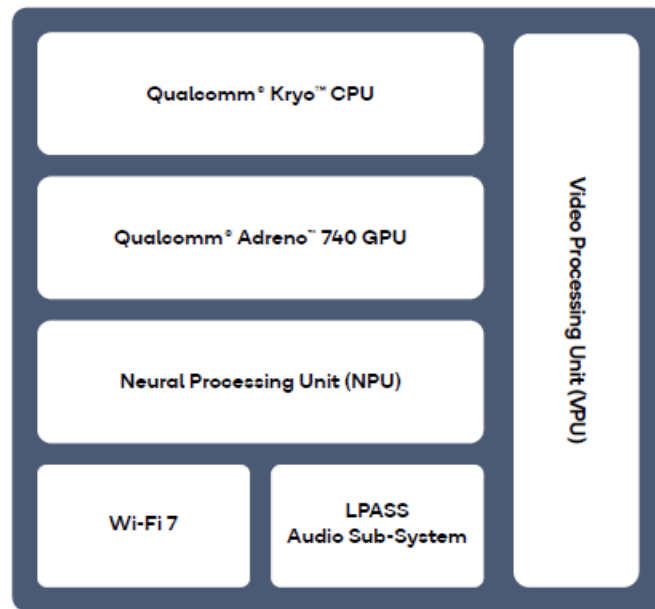 Qualcomm® Kryo™ CPU
Qualcomm® Adreno™ 740 GPU
Neural Processing Unit (NPU)
Wi-Fi 7
LPASS
Audio Sub-System
Video Processing Unit (VPU)